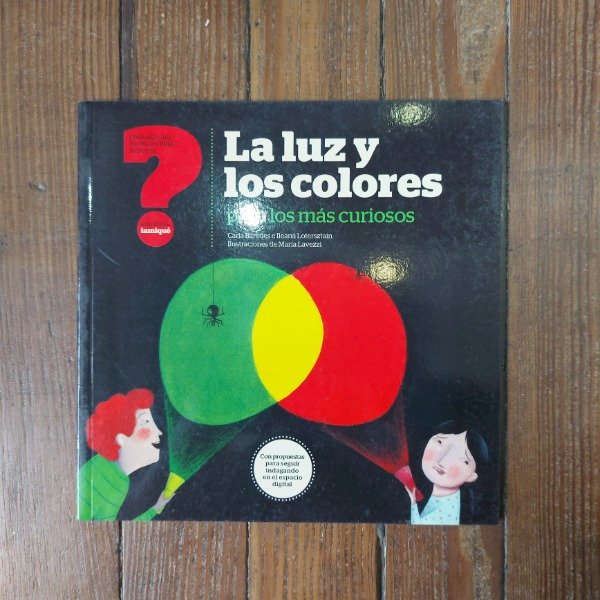 La luz y
los colores
para los más curiosos
Carla Baredes e Ileana Lotersztain
Ilustraciones de María Lavezzi
ediciones
iamiqué
Con propuestas
para seguir
indagando
en el espacio
digital